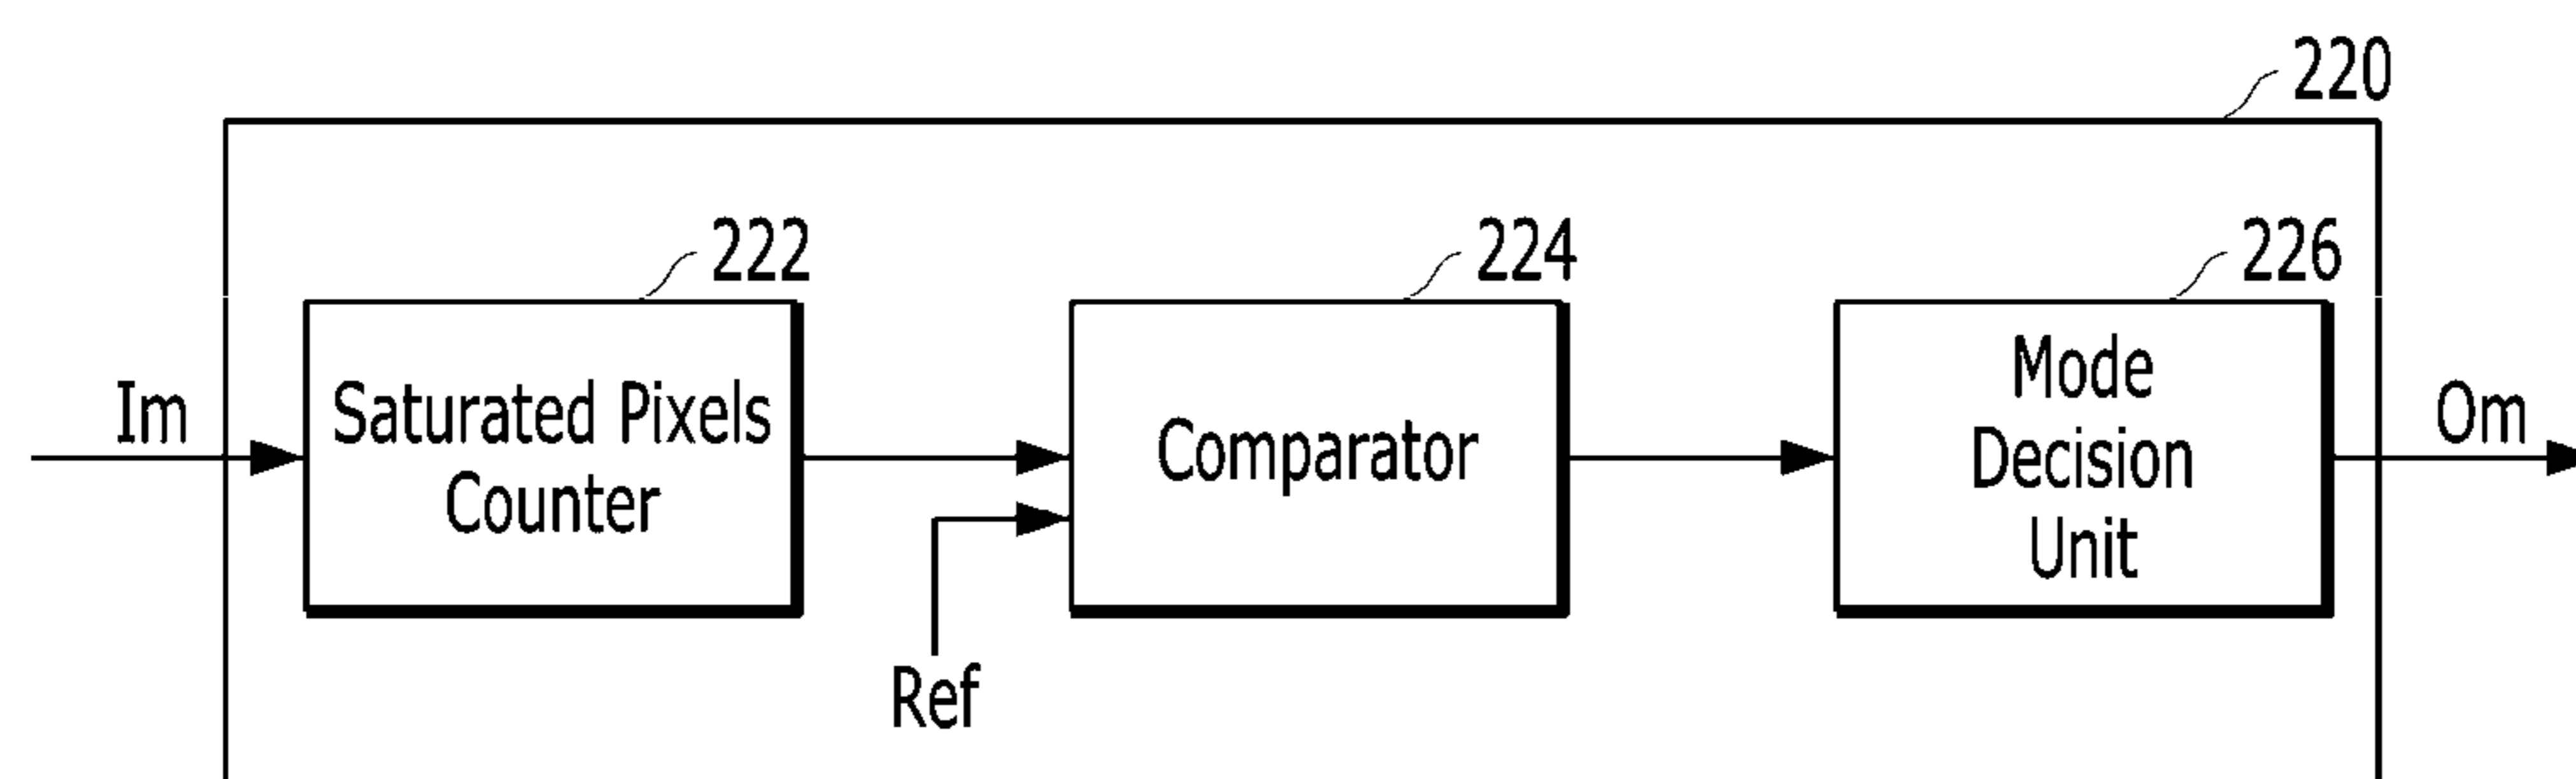 220
222
224
226
Im
Saturated Pixels
Counter
Comparator
Mode
Decision
Unit
Om
Ref